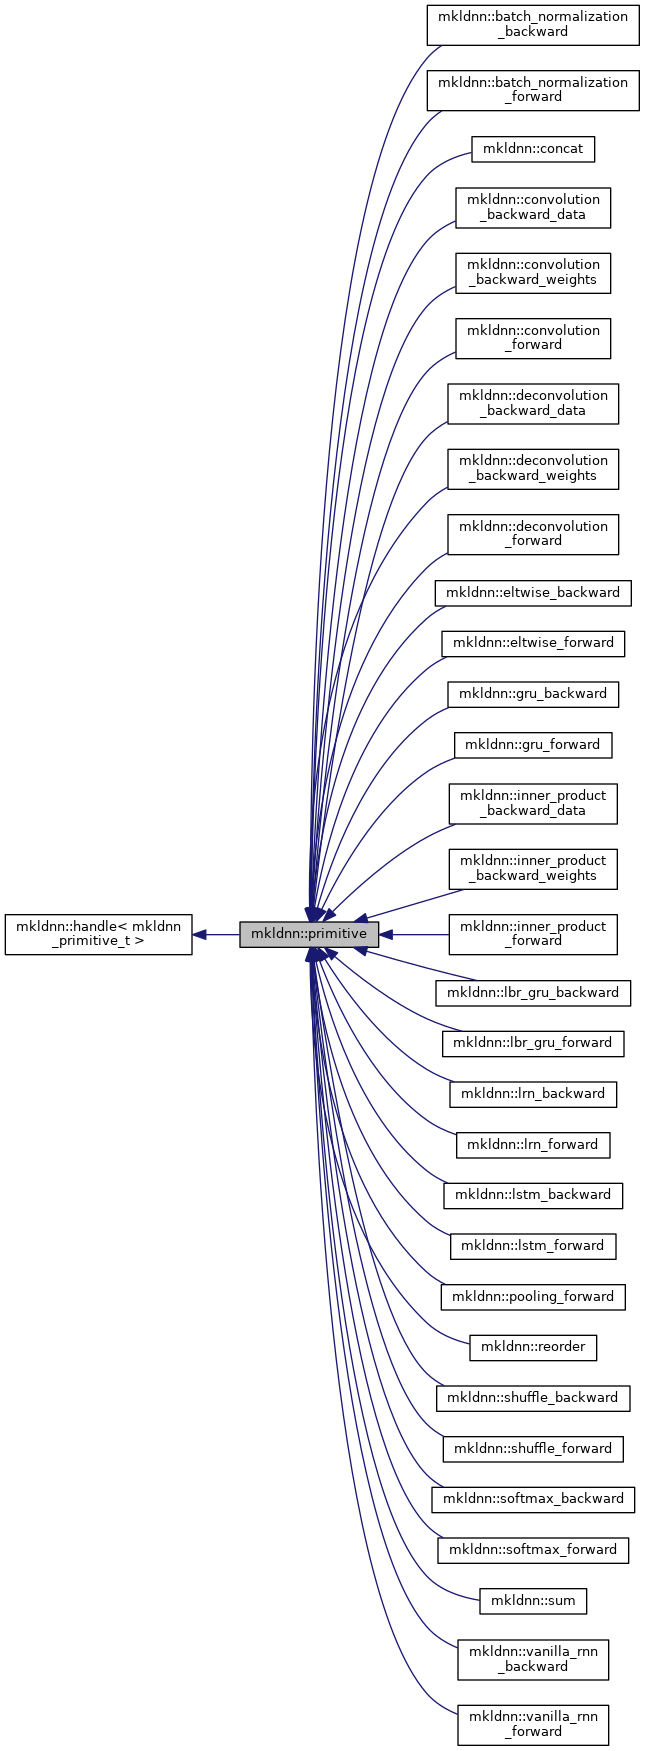 mkldnn::batch_normalization
_backward
mkldnn::batch_normalization
_forward
mkldnn::concat
mkldnn::convolution
_backward_data
mkldnn::convolution
_backward_weights
mkldnn::convolution
_forward
mkldnn::deconvolution
_backward_data
mkldnn::deconvolution
_backward_weights
mkldnn::deconvolution
_forward
mkldnn::eltwise_backward
mkldnn::eltwise_forward
mkldnn::gru_backward
mkldnn::gru_forward
mkldnn::inner_product
_backward_data
mkldnn::inner_product
_backward_weights
mkldnn::handle< mkldnn
_primitive_t >
mkldnn::primitive
mkldnn::inner_product
_forward
mkldnn::lbr_gru_backward
mkldnn::lbr_gru_forward
mkldnn::lrn_backward
mkldnn::lrn_forward
mkldnn::lstm_backward
mkldnn::lstm_forward
mkldnn::pooling_forward
mkldnn::reorder
mkldnn::shuffle_backward
mkldnn::shuffle_forward
mkldnn::softmax_backward
mkldnn::softmax_forward
mkldnn::sum
mkldnn::vanilla_rnn
_backward
mkldnn::vanilla_rnn
_forward